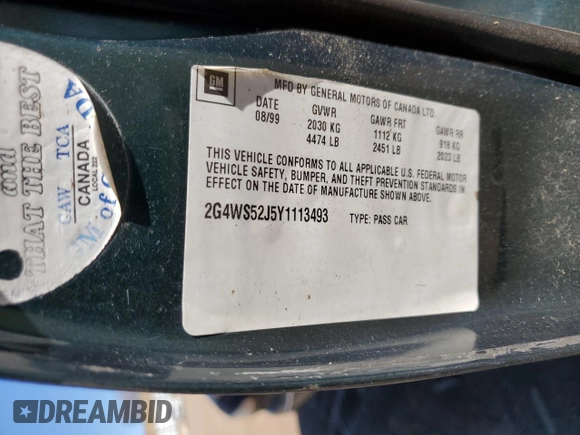 and
THAT THE BEST
CAW TCA
CANADA
LOCAL 222
GM
MFD BY GENERAL MOTORS OF CANADA LTD.
DATE GVWR GAWR FRT GAWR RR
08/99 2030 KG 1112 KG 918 KG
4474 LB 2451 LB 2023 LB
THIS VEHICLE CONFORMS TO ALL APPLICABLE U.S. FEDERAL MOTOR
VEHICLE SAFETY, BUMPER, AND THEFT PREVENTION STANDARDS IN
EFFECT ON THE DATE OF MANUFACTURE SHOWN ABOVE.
2G4WS52J5Y1113493 TYPE: PASS CAR
DREAMBID